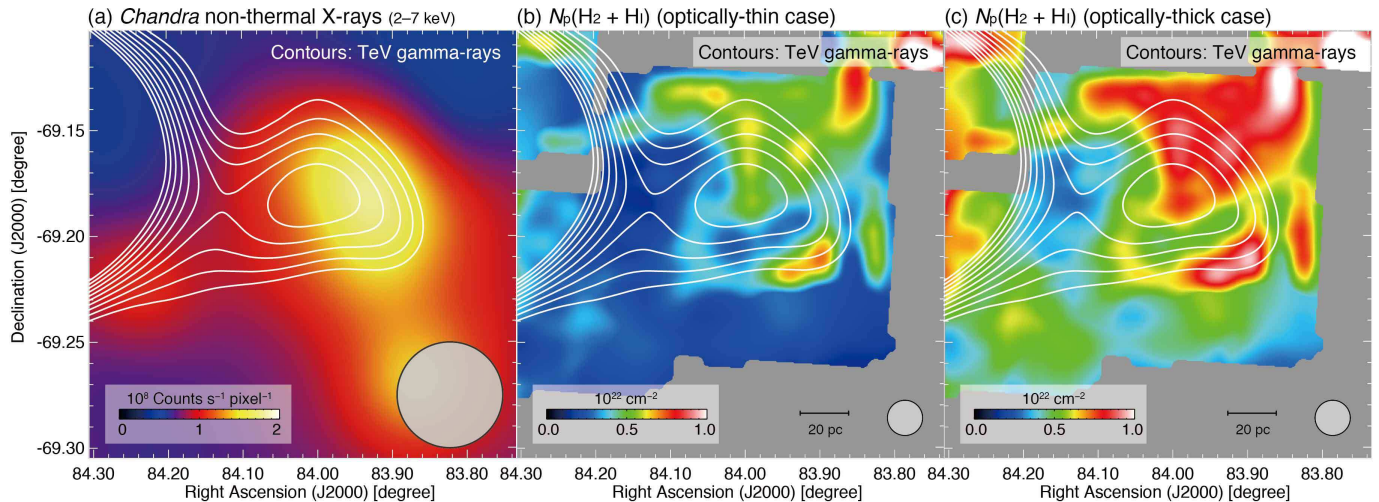 (a) Chandra non-thermal X-rays (2–7 keV)
Contours: TeV gamma-rays
Declination (J2000) [degree]
-69.15
-69.20
-69.25
-69.30
10⁸ Counts s⁻¹ pixel⁻¹
0 1 2
84.30 84.20 84.10 84.00 83.90 83.80
Right Ascension (J2000) [degree]
(b) Np(H2 + HI) (optically-thin case)
Contours: TeV gamma-rays
10²² cm⁻²
0.0 0.5 1.0
20 pc
84.30 84.20 84.10 84.00 83.90 83.80
Right Ascension (J2000) [degree]
(c) Np(H2 + HI) (optically-thick case)
Contours: TeV gamma-rays
10²² cm⁻²
0.0 0.5 1.0
20 pc
84.30 84.20 84.10 84.00 83.90 83.80
Right Ascension (J2000) [degree]